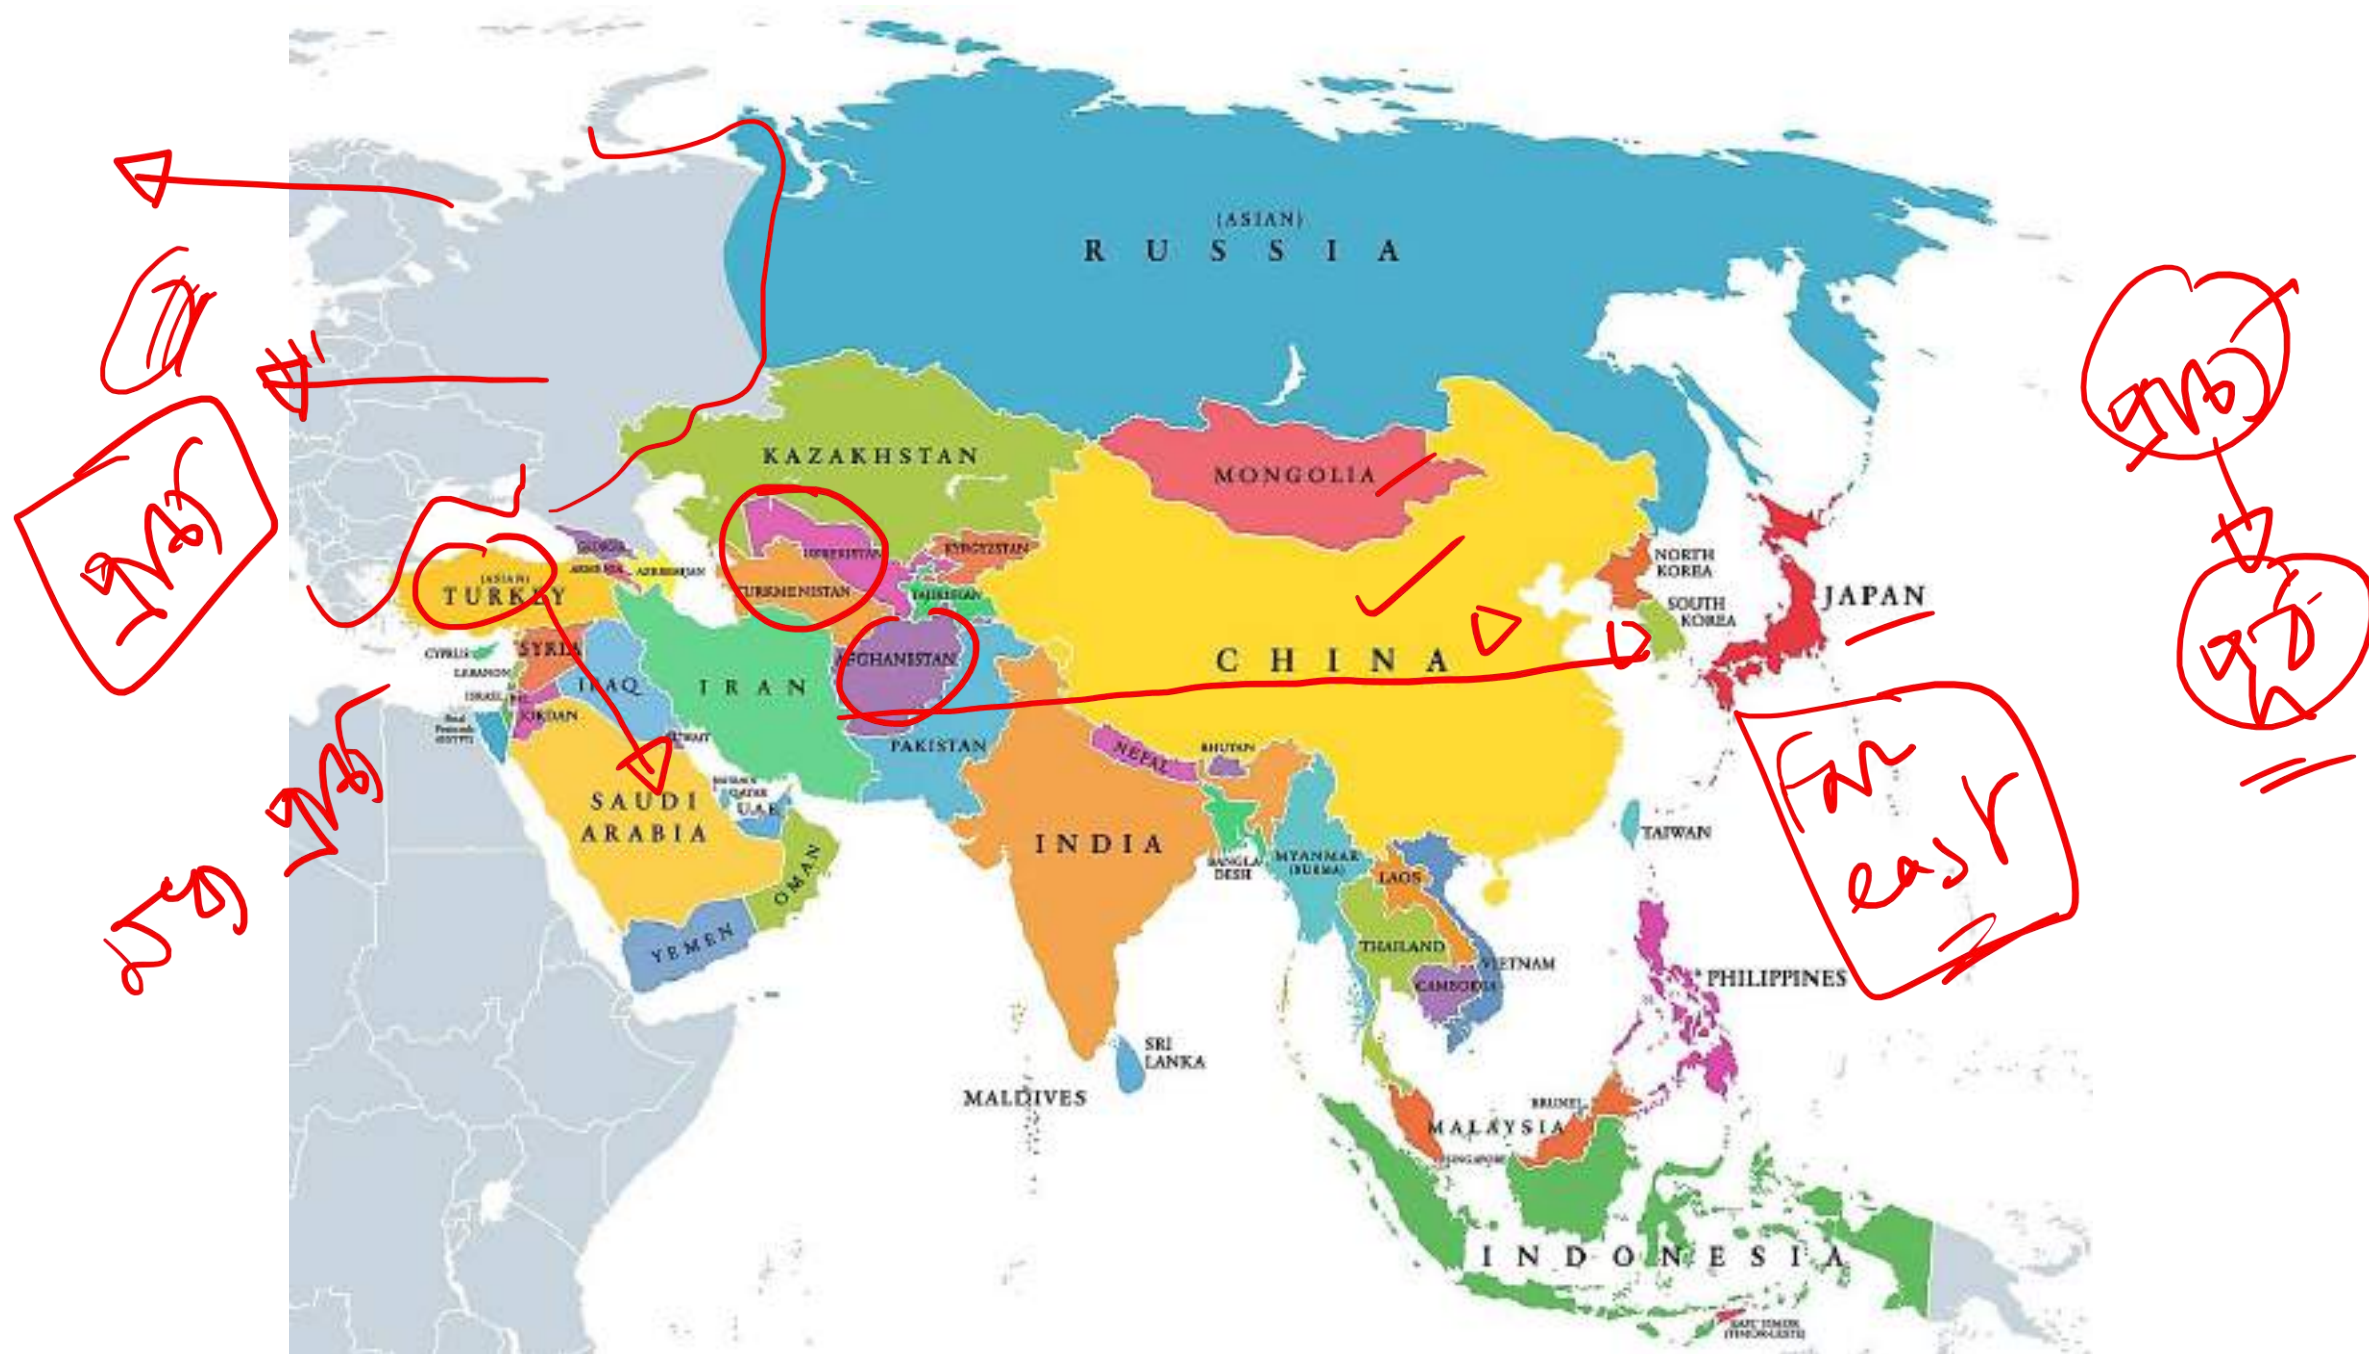 (ASIAN)
RUSSIA
KAZAKHSTAN
MONGOLIA
UZBEKISTAN
KYRGYZSTAN
GEORGIA
ARMENIA
AZERBAIJAN
(ASIAN)
TURKEY
TURKMENISTAN
TAJIKISTAN
NORTH
KOREA
SOUTH
KOREA
JAPAN
CYPRUS
SYRIA
LEBANON
ISRAEL
IRAQ
IRAN
AFGHANISTAN
CHINA
JORDAN
KUWAIT
PAKISTAN
NEPAL
BHUTAN
QATAR
U.A.E
SAUDI
ARABIA
OMAN
YEMEN
INDIA
BANGLA-
DESH
MYANMAR
(BURMA)
LAOS
TAIWAN
THAILAND
VIETNAM
CAMBODIA
PHILIPPINES
SRI
LANKA
MALDIVES
BRUNEI
MALAYSIA
SINGAPORE
INDONESIA
EAST TIMOR
(TIMOR-LESTE)
Far
east